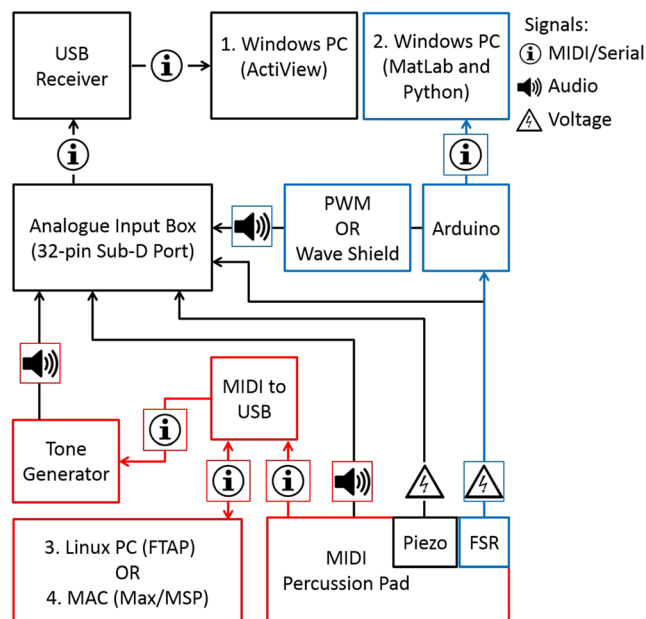 USB
Receiver
1. Windows PC
(ActiView)
2. Windows PC
(MatLab and
Python)
Signals:
MIDI/Serial
Audio
Voltage
Analogue Input Box
(32-pin Sub-D Port)
PWM
OR
Wave Shield
Arduino
MIDI to
USB
Tone
Generator
3. Linux PC (FTAP)
OR
4. MAC (Max/MSP)
MIDI
Percussion Pad
Piezo
FSR